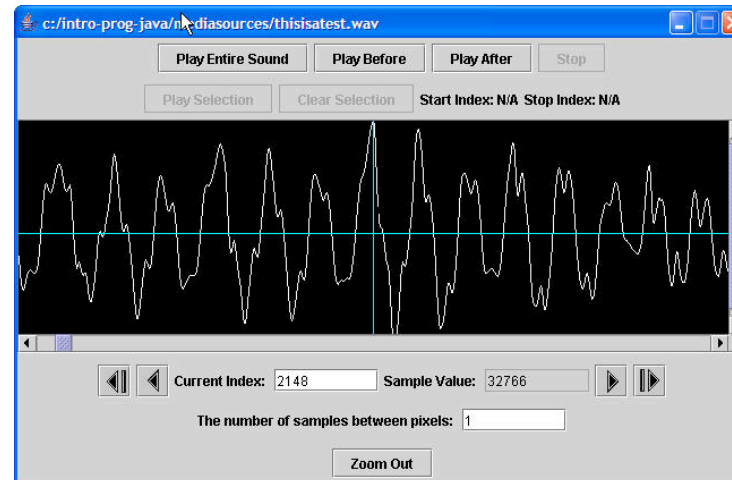 c:/intro-prog-java/mediasources/thisisatest.wav
Play Entire Sound Play Before Play After Stop
Play Selection Clear Selection Start Index: N/A Stop Index: N/A
Current Index: 2148 Sample Value: 32766
The number of samples between pixels: 1
Zoom Out